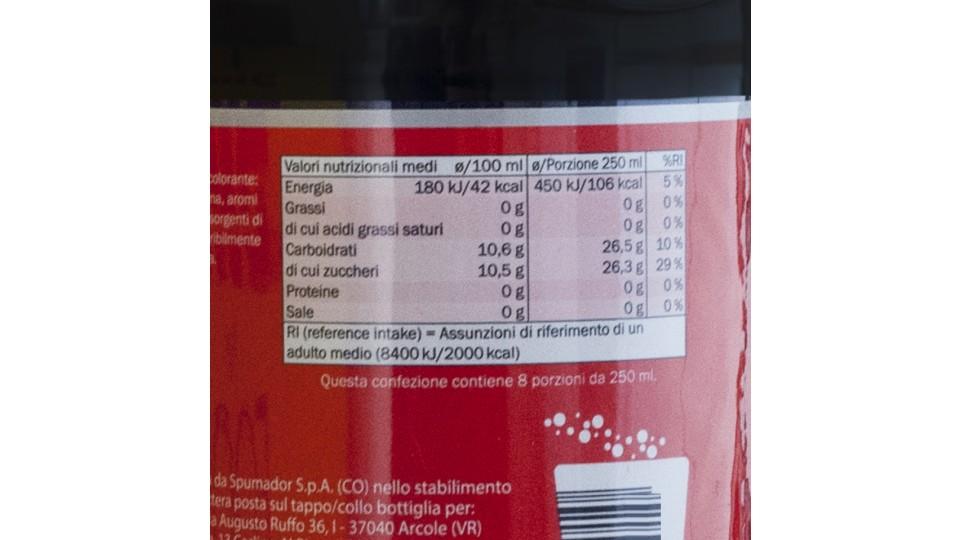 Valori nutrizionali medi ø/100 ml ø/Porzione 250 ml %RI
Energia 180 kJ/42 kcal 450 kJ/106 kcal 5%
Grassi 0 g 0 g 0%
di cui acidi grassi saturi 0 g 0 g 0%
Carboidrati 10,6 g 26,5 g 10%
di cui zuccheri 10,5 g 26,3 g 29%
Proteine 0 g 0 g 0%
Sale 0 g 0 g 0%
RI (reference intake) = Assunzioni di riferimento di un
adulto medio (8400 kJ/2000 kcal)
Questa confezione contiene 8 porzioni da 250 ml.
aromi
sorgenti di
da Spumador S.p.A. (CO) nello stabilimento
posta sul tappo/collo bottiglia per:
Augusto Ruffo 36, I - 37040 Arcole (VR)